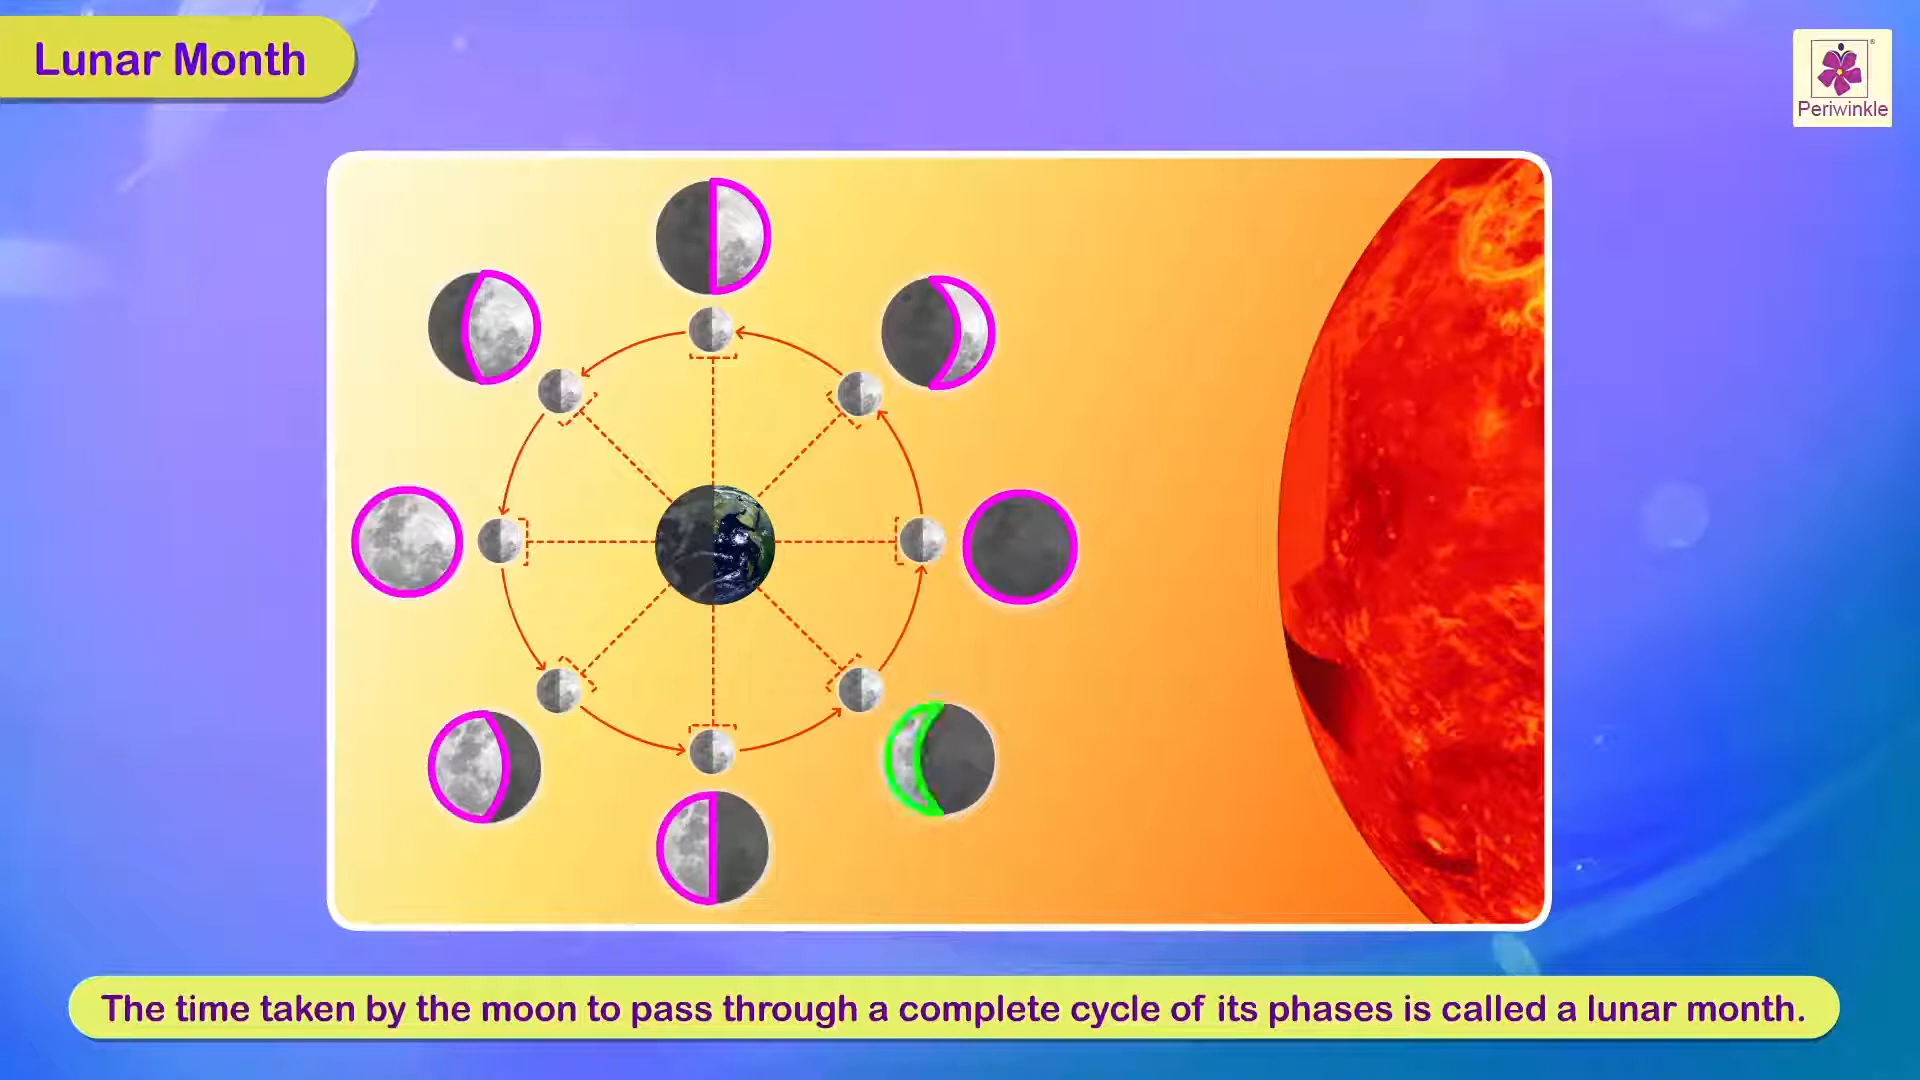 Lunar Month
Periwinkle
The time taken by the moon to pass through a complete cycle of its phases is called a lunar month.